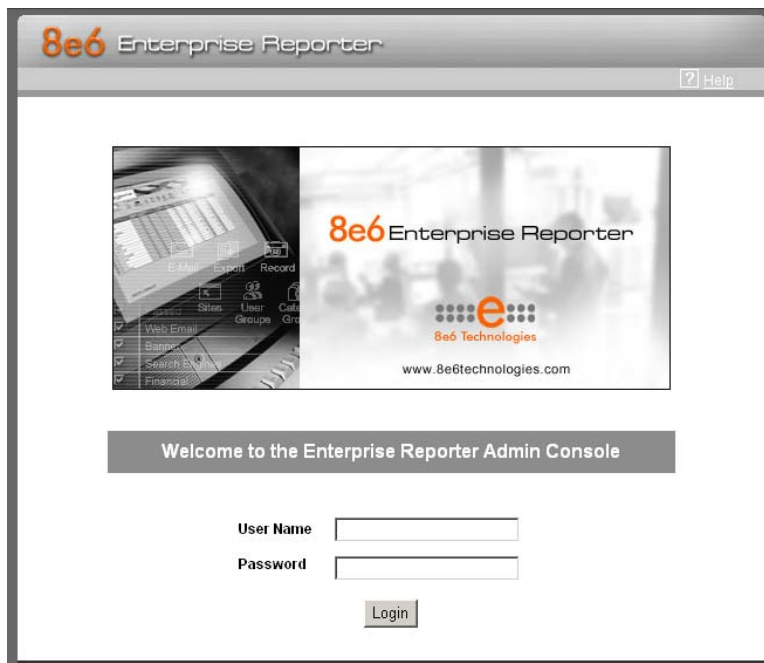 8e6 Enterprise Reporter
? Help
8e6 Enterprise Reporter
E-Mail Export Record
Sites User Groups
Web Email
Banner
Search Engines
Financial
8e6 Technologies
www.8e6technologies.com
Welcome to the Enterprise Reporter Admin Console
User Name
Password
Login